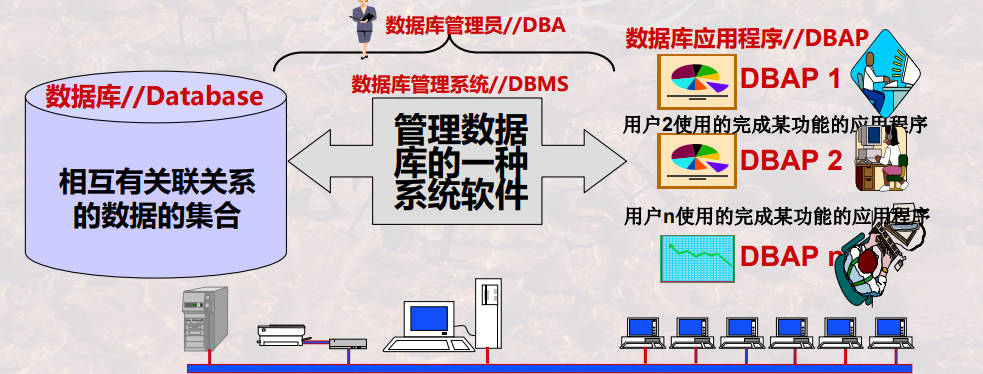 数据库管理员//DBA
数据库应用程序//DBAP
数据库//Database
数据库管理系统//DBMS
DBAP 1
管理数据
库的一种
系统软件
用户2使用的完成某功能的应用程序
DBAP 2
相互有关联关系
的数据的集合
用户n使用的完成某功能的应用程序
DBAP n